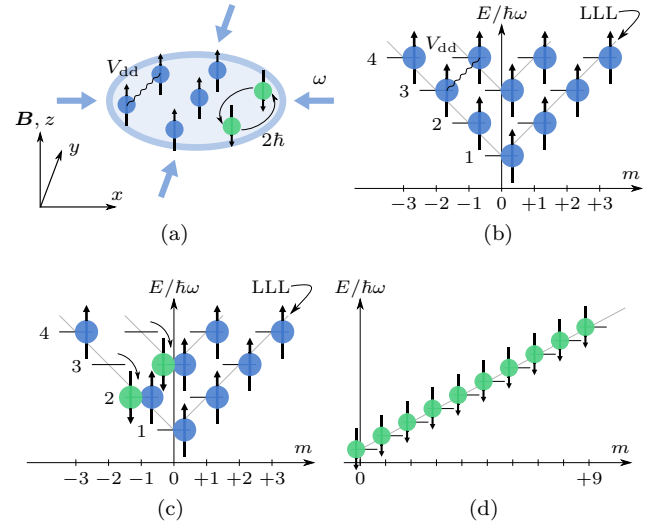 V_dd
ω
B, z
y
2ħ
x
(a)
E/ħω
LLL
V_dd
4
3
2
1
m
−3 −2 −1 0 +1 +2 +3
(b)
E/ħω
LLL
4
3
2
1
m
−3 −2 −1 0 +1 +2 +3
(c)
E/ħω
m
0 +9
(d)